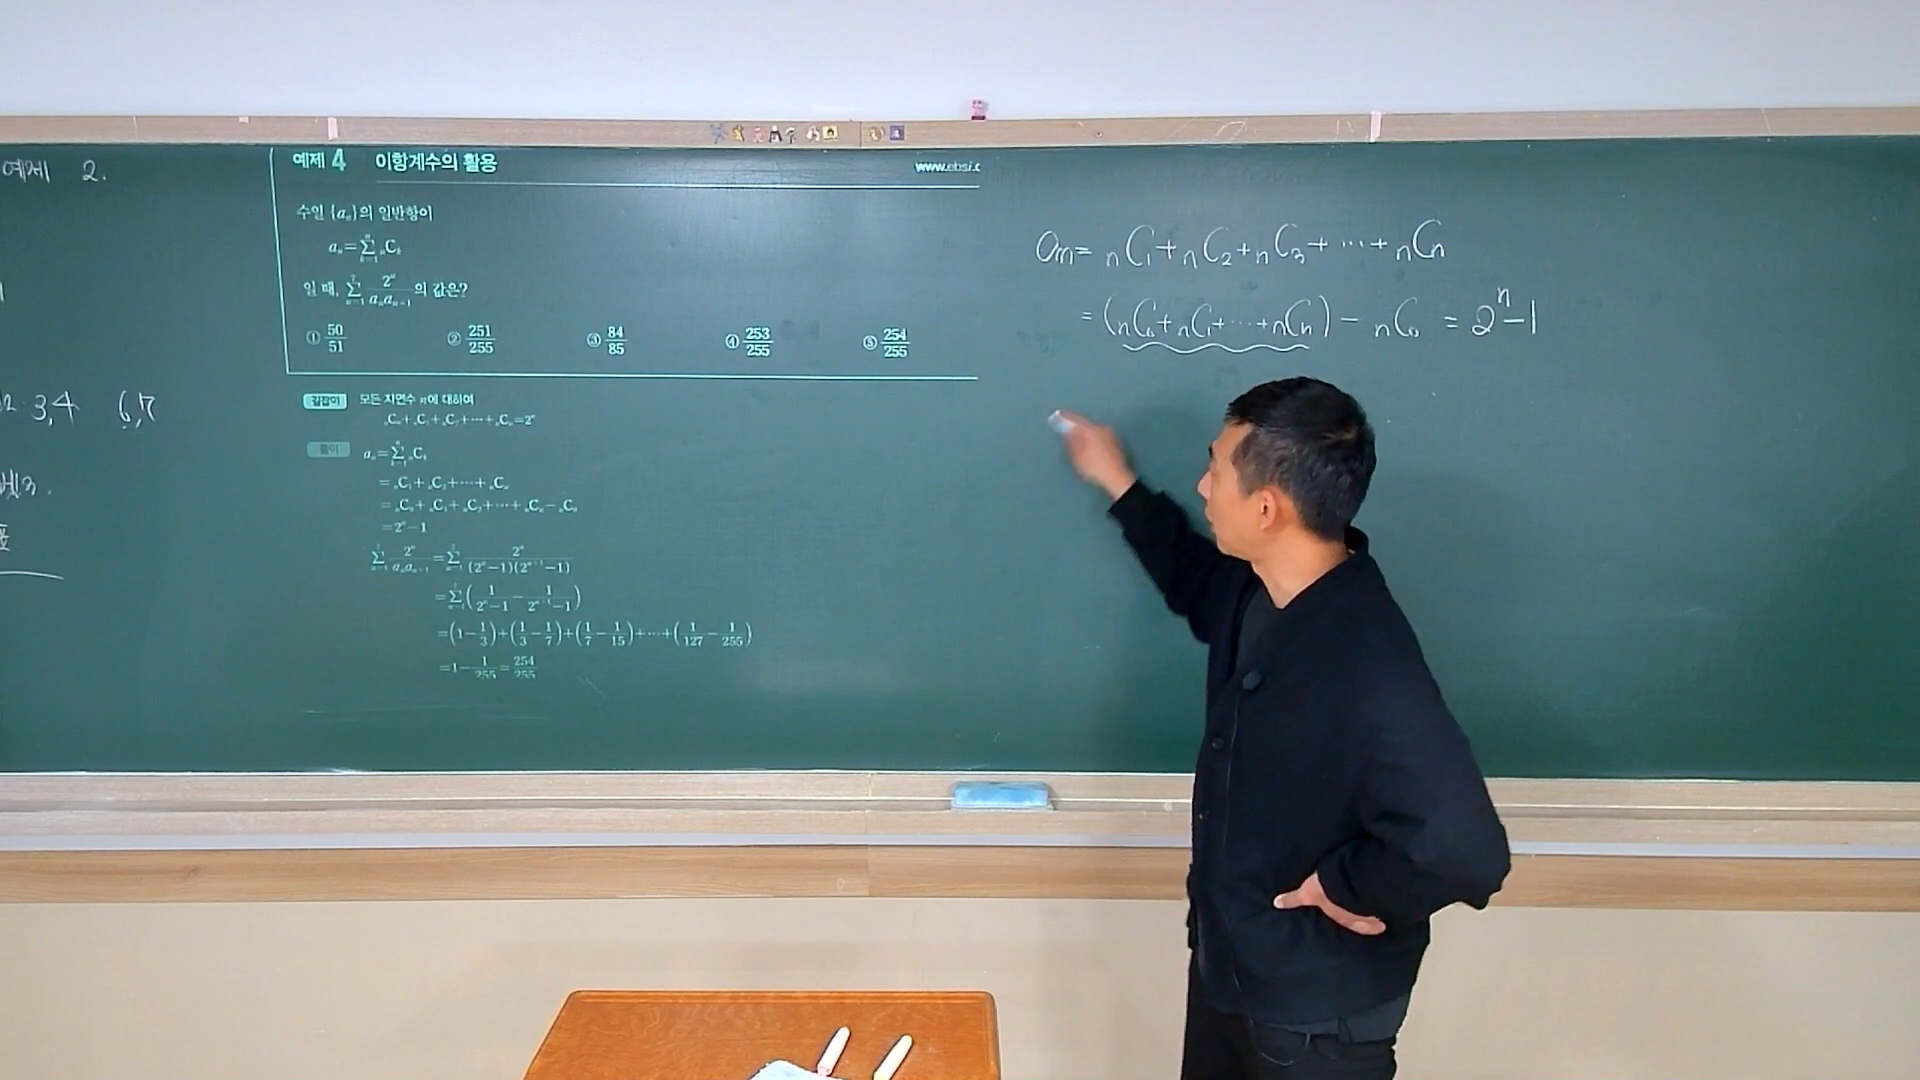 예제 2.
3,4 6,7
예제 4 이항계수의 활용
www.ebsi.c
수열 {aₙ}의 일반항이
aₙ=∑ₖ₌₁ⁿ ₙCₖ
일 때, ∑ₙ₌₁⁷ 2ⁿ/(aₙaₙ₊₁)의 값은?
① 50/51 ② 251/255 ③ 84/85 ④ 253/255 ⑤ 254/255
길잡이 모든 자연수 n에 대하여
ₙC₀+ₙC₁+ₙC₂+⋯+ₙCₙ=2ⁿ
풀이 aₙ=∑ₖ₌₁ⁿ ₙCₖ
=ₙC₁+ₙC₂+⋯+ₙCₙ
=ₙC₀+ₙC₁+ₙC₂+⋯+ₙCₙ-ₙC₀
=2ⁿ-1
∑ₙ₌₁⁷ 2ⁿ/(aₙaₙ₊₁)=∑ₙ₌₁⁷ 2ⁿ/((2ⁿ-1)(2ⁿ⁺¹-1))
=∑ₙ₌₁⁷(1/(2ⁿ-1)-1/(2ⁿ⁺¹-1))
=(1-1/3)+(1/3-1/7)+(1/7-1/15)+⋯+(1/127-1/255)
=1-1/255=254/255
aₙ= ₙC₁+ₙC₂+ₙC₃+⋯+ₙCₙ
=(ₙC₀+ₙC₁+⋯+ₙCₙ)-ₙC₀=2ⁿ-1